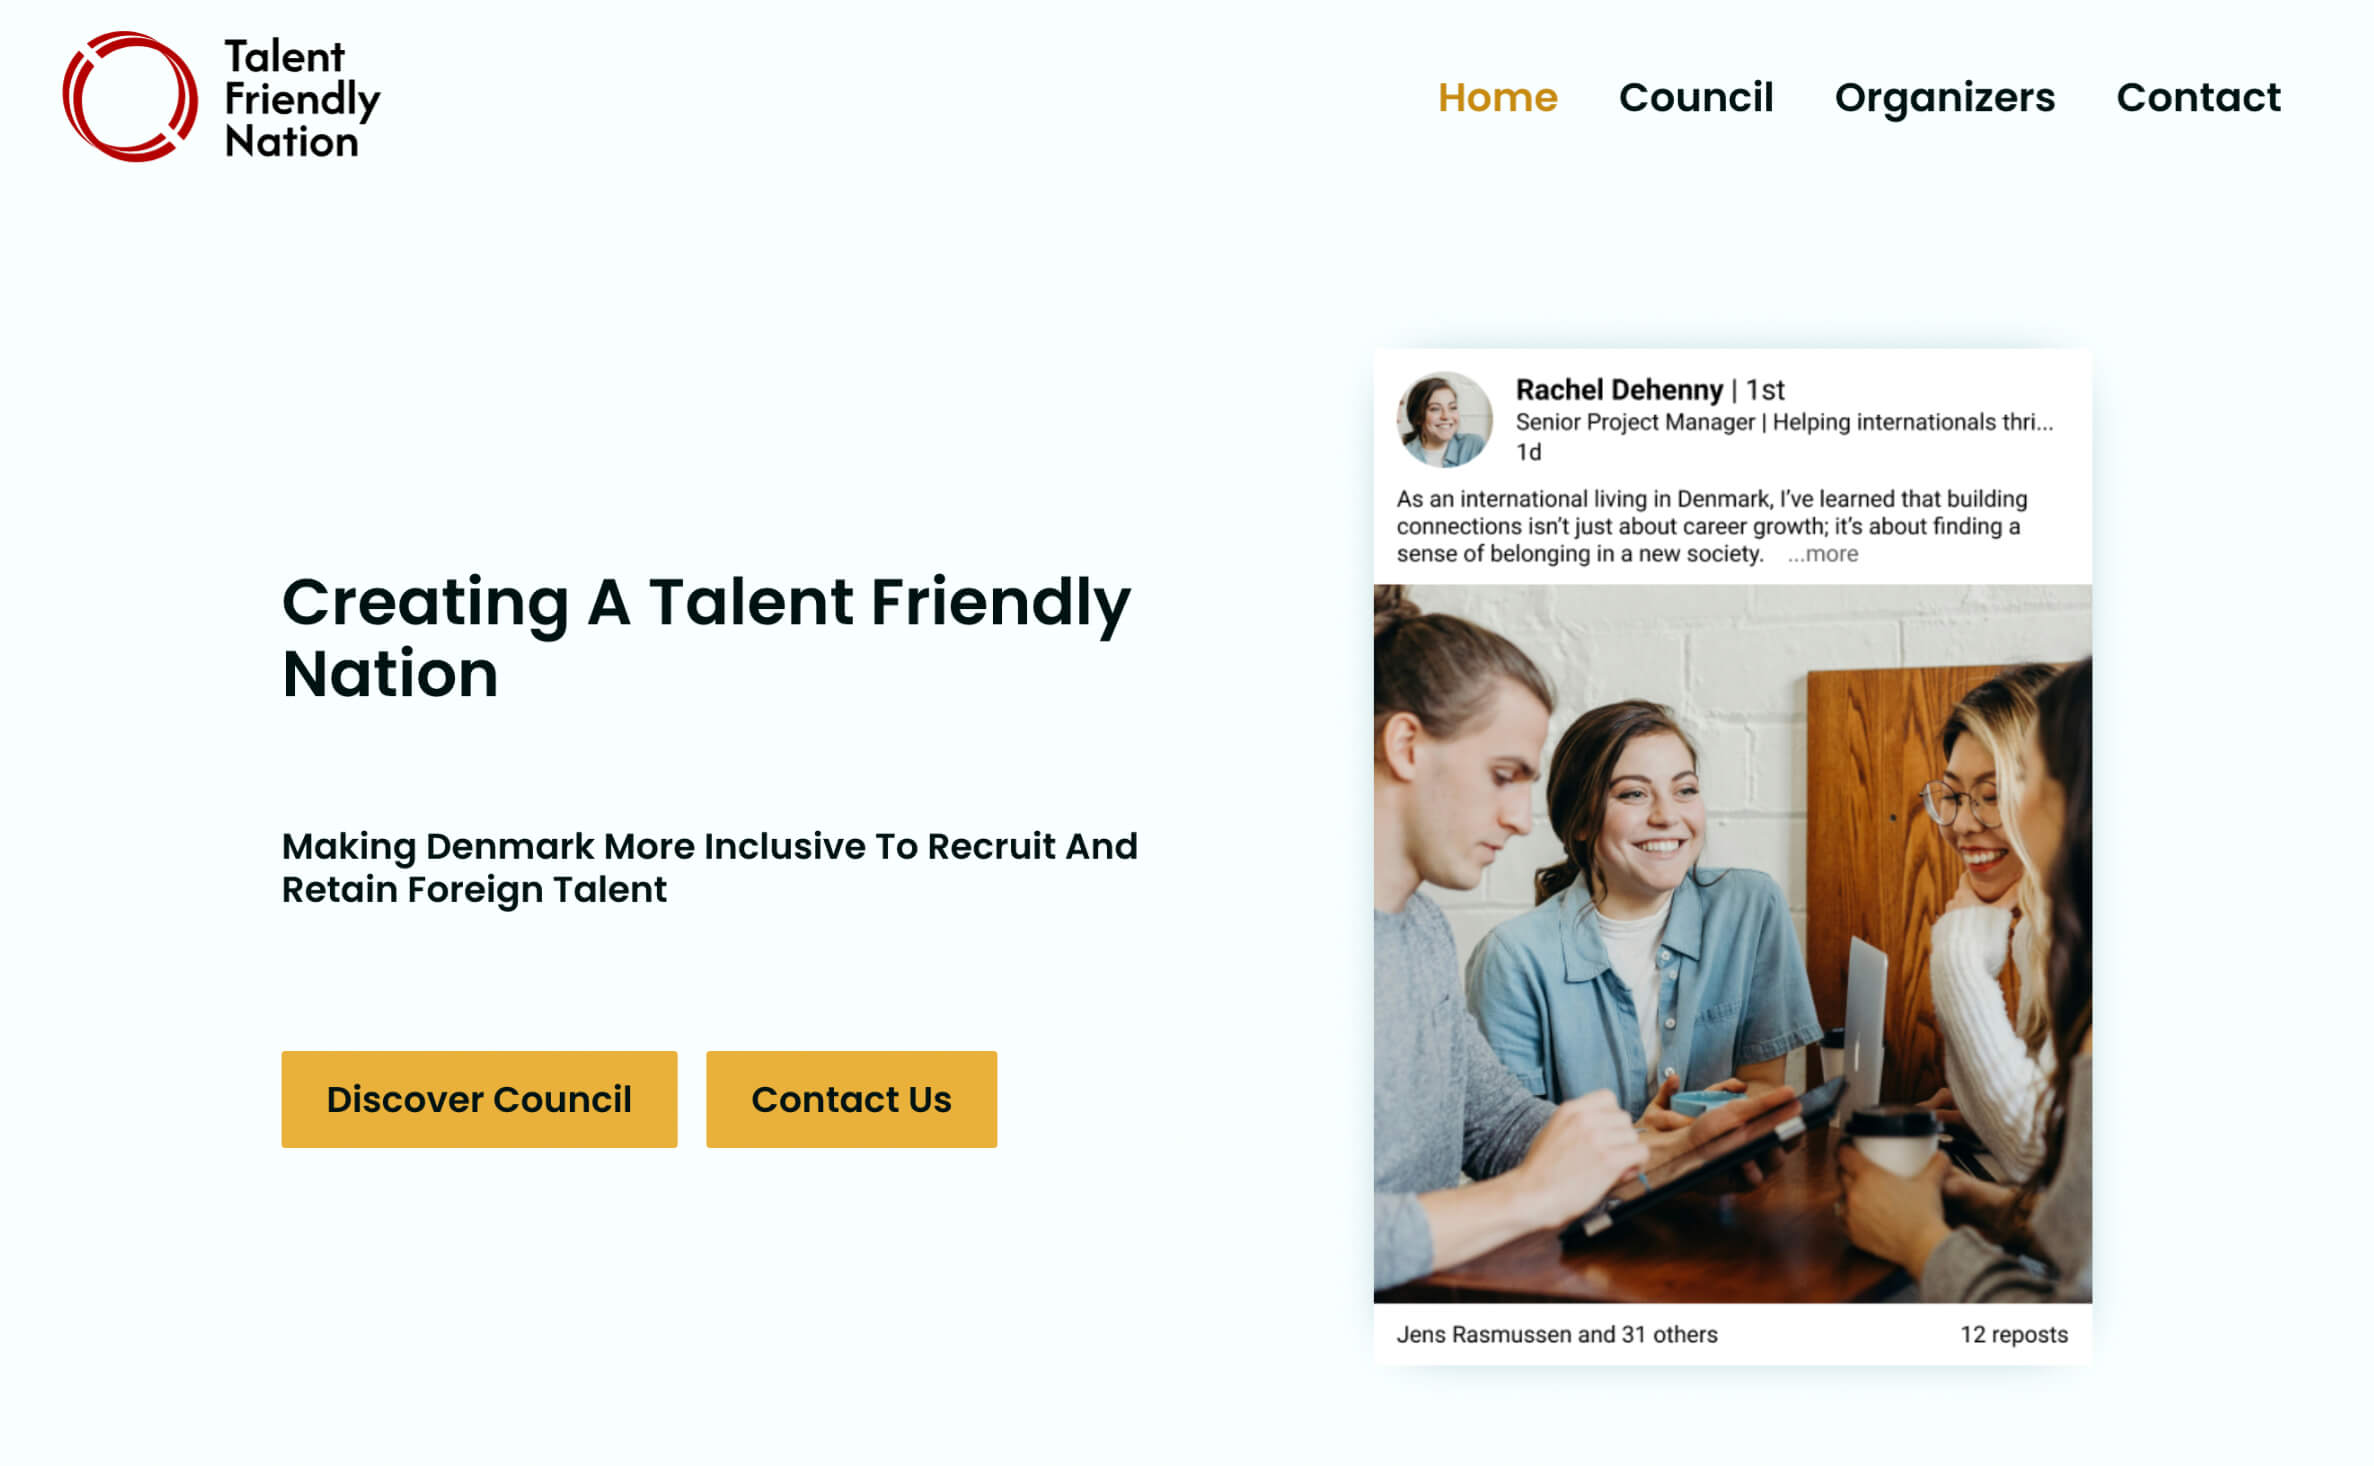 Talent
Friendly
Nation
Home
Council
Organizers
Contact
Creating A Talent Friendly
Nation
Making Denmark More Inclusive To Recruit And
Retain Foreign Talent
Discover Council
Contact Us
Rachel Dehenny | 1st
Senior Project Manager | Helping internationals thri...
1d
As an international living in Denmark, I’ve learned that building
connections isn’t just about career growth; it’s about finding a
sense of belonging in a new society. ...more
Jens Rasmussen and 31 others
12 reposts